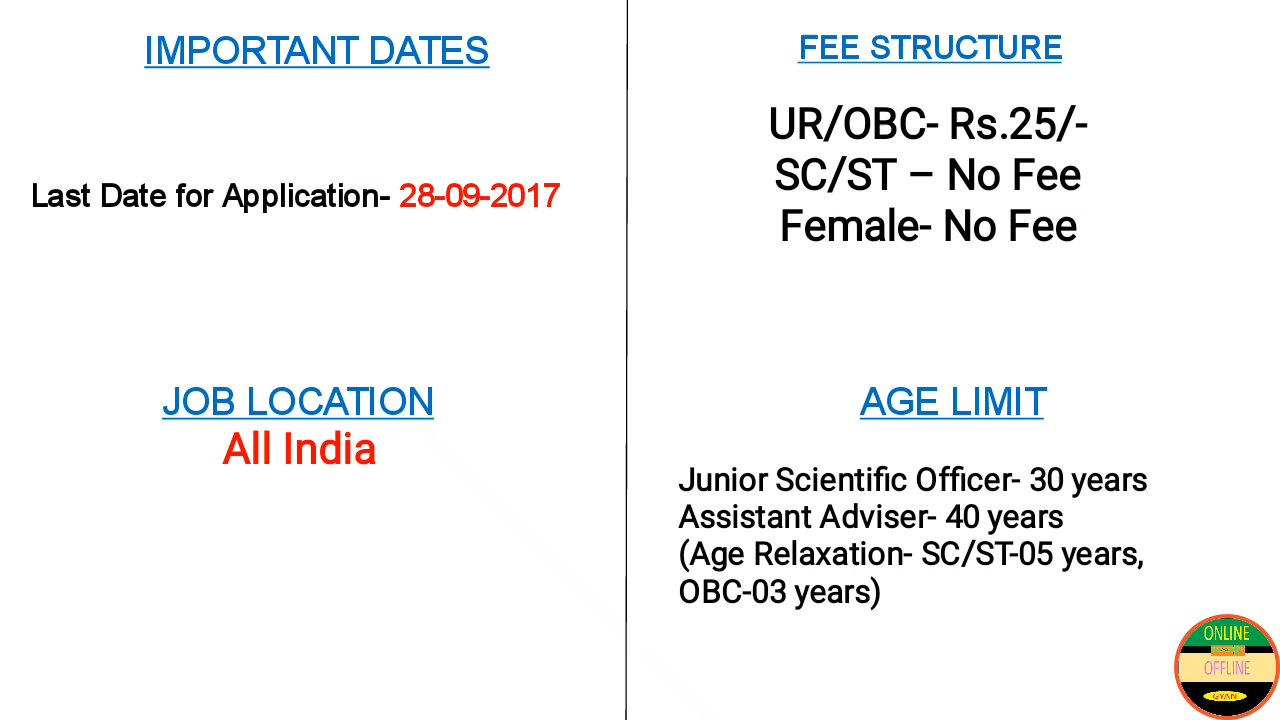 IMPORTANT DATES
Last Date for Application- 28-09-2017
JOB LOCATION
All India
FEE STRUCTURE
UR/OBC- Rs.25/-
SC/ST – No Fee
Female- No Fee
AGE LIMIT
Junior Scientific Officer- 30 years
Assistant Adviser- 40 years
(Age Relaxation- SC/ST-05 years,
OBC-03 years)
ONLINE
OFFLINE
GYAN